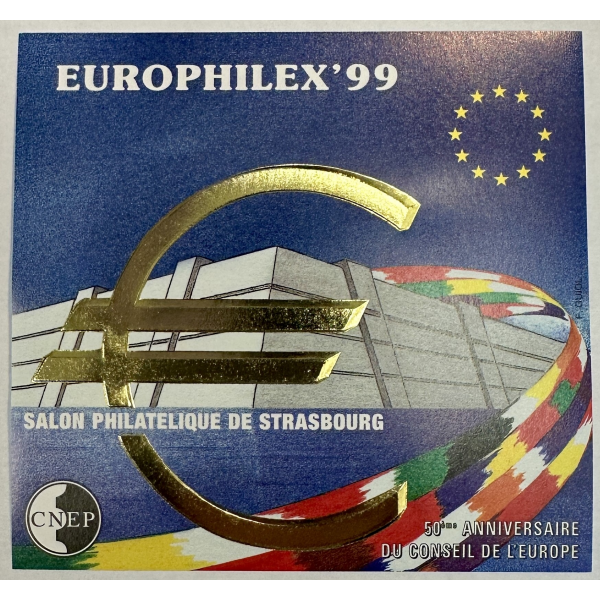 EUROPHILEX'99
SALON PHILATELIQUE DE STRASBOURG
CNEP
50ème ANNIVERSAIRE
DU CONSEIL DE L'EUROPE